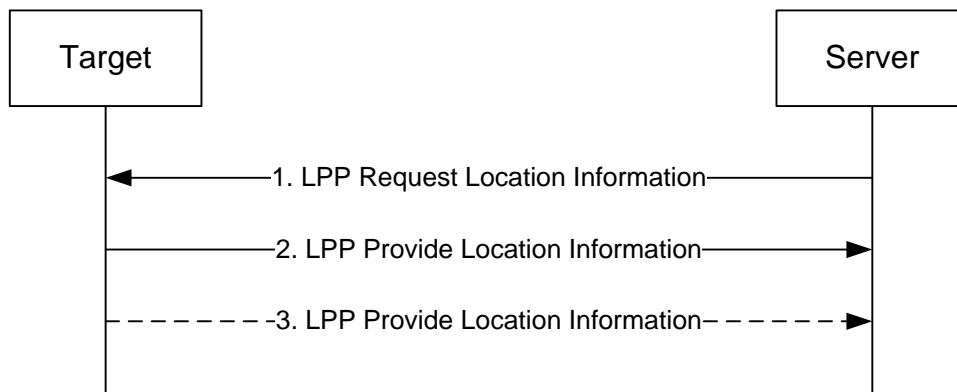 Target
Server
1. LPP Request Location Information
2. LPP Provide Location Information
3. LPP Provide Location Information